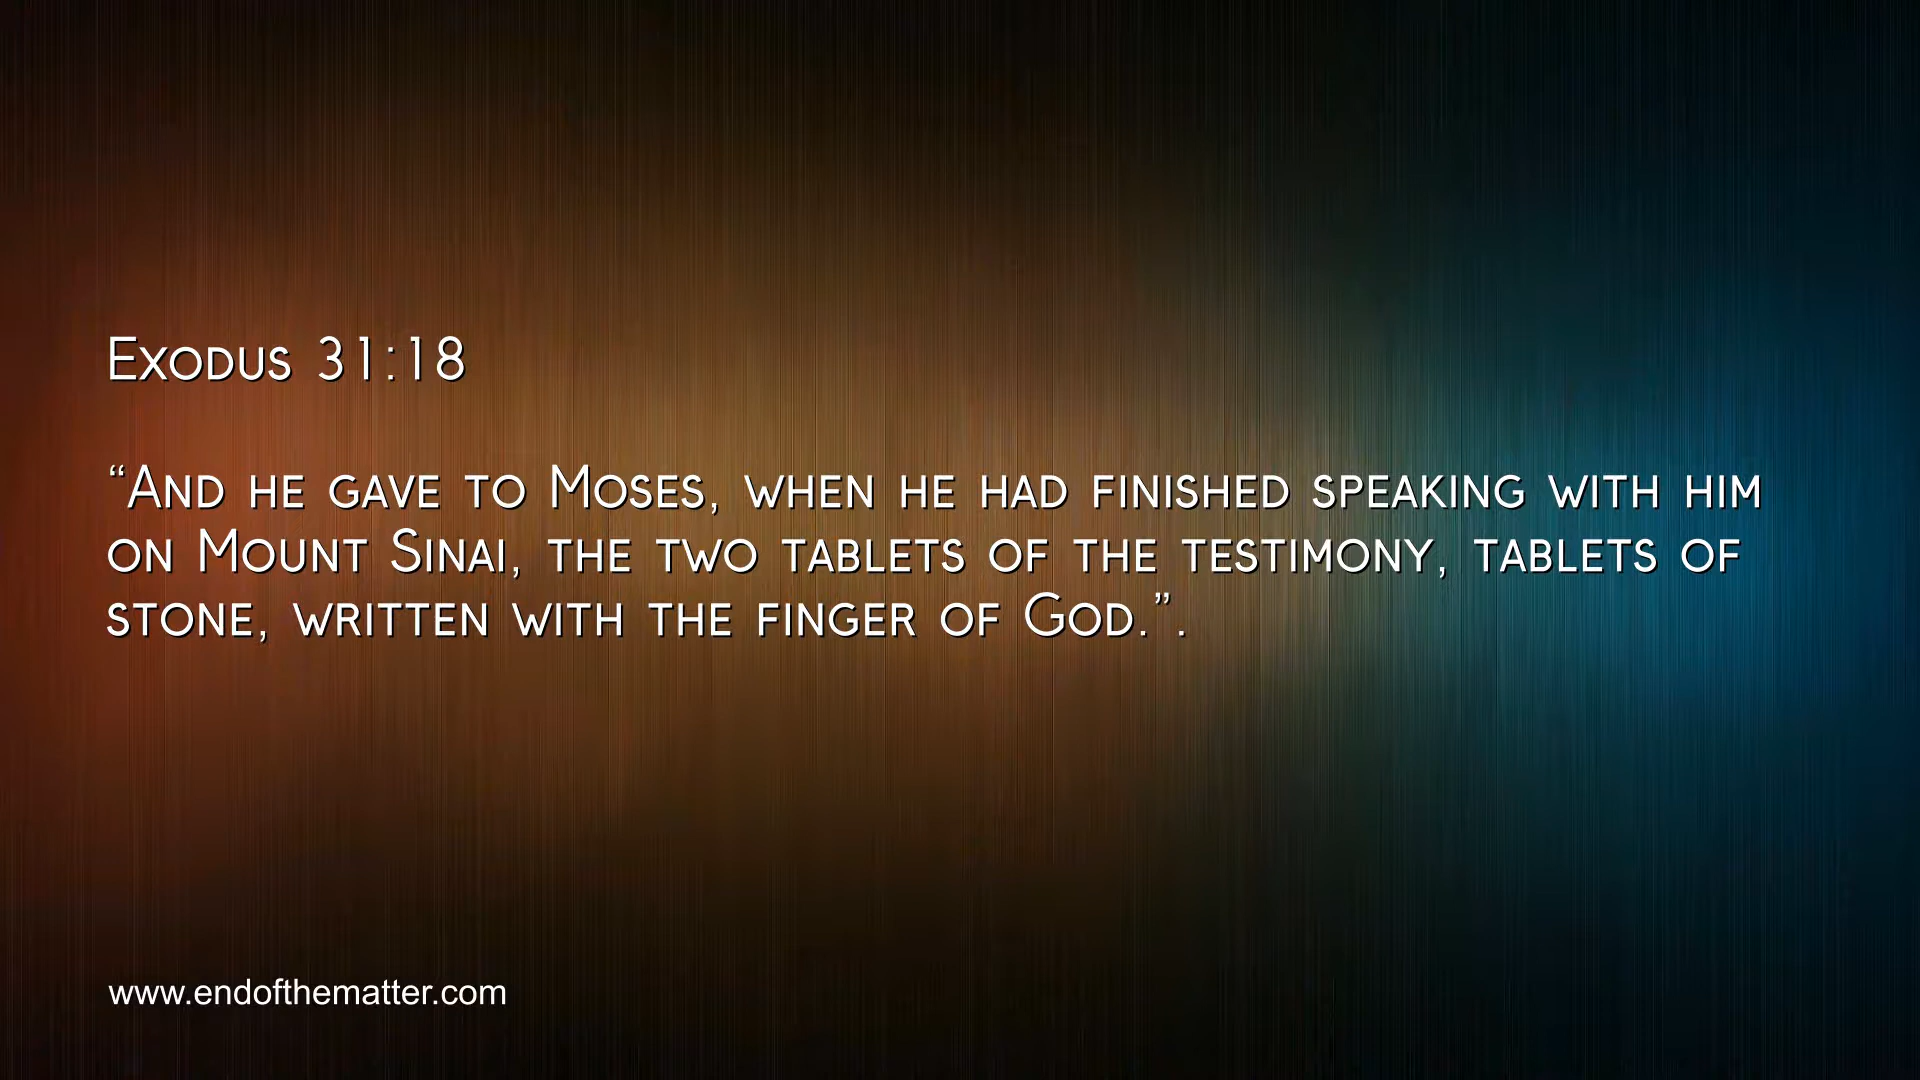 Exodus 31:18
“And he gave to Moses, when he had finished speaking with him
on Mount Sinai, the two tablets of the testimony, tablets of
stone, written with the finger of God.”.
www.endofthematter.com